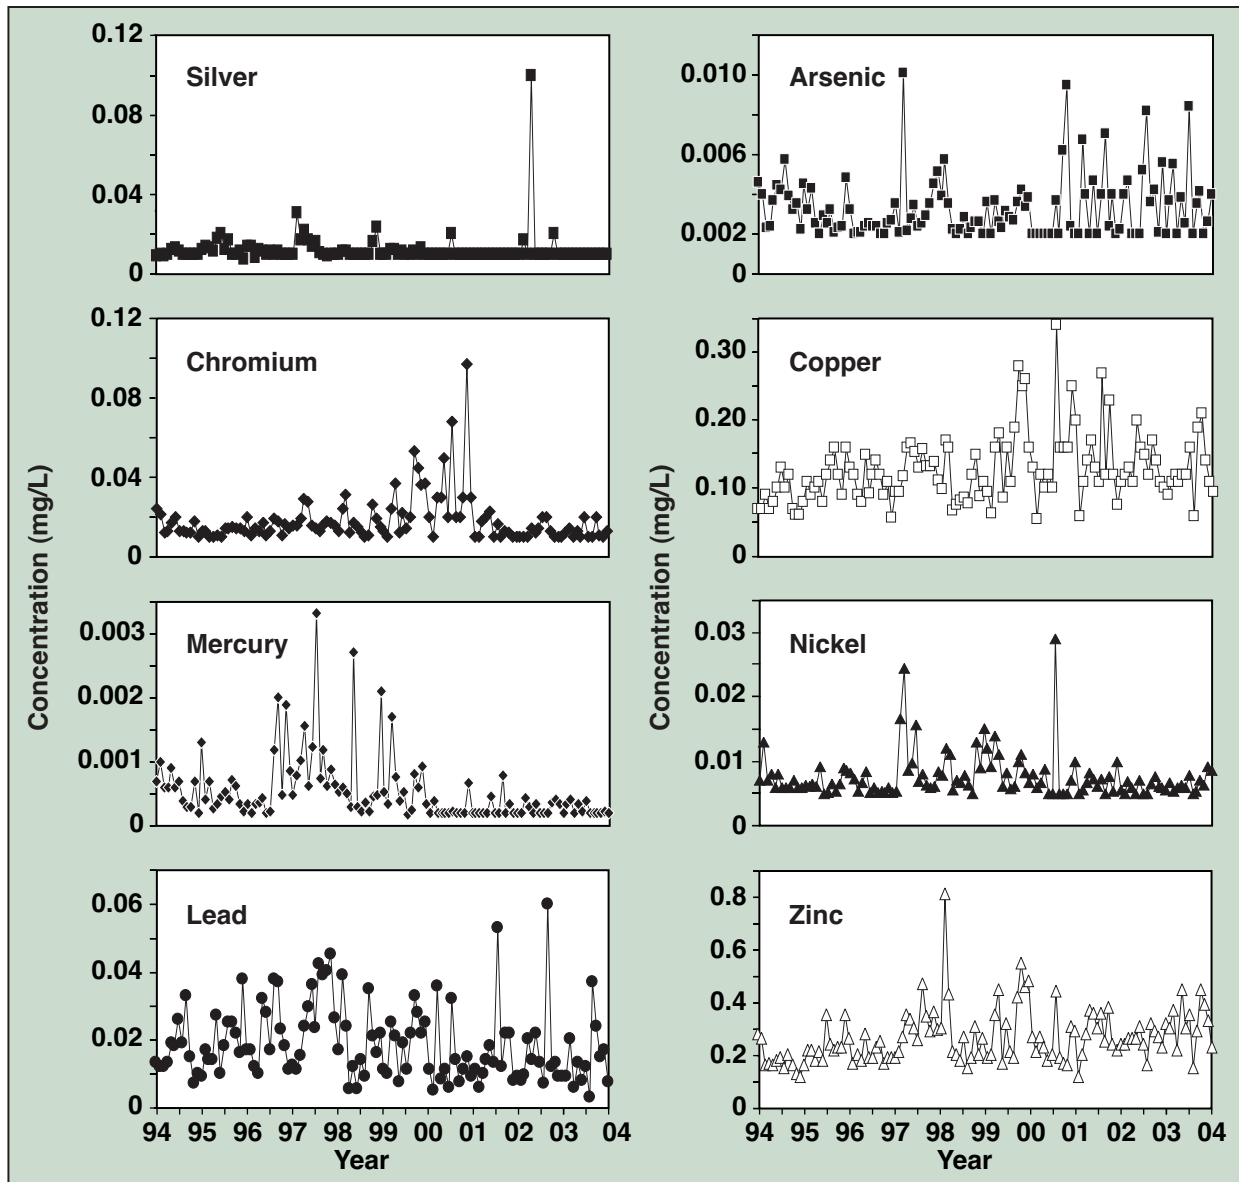 Concentration (mg/L)
0.12
0.08
0.04
0
Silver
0.12
0.08
0.04
0
Chromium
0.003
0.002
0.001
0
Mercury
0.06
0.04
0.02
0
Lead
94 95 96 97 98 99 00 01 02 03 04
Year
Concentration (mg/L)
0.010
0.006
0.002
0
Arsenic
0.30
0.20
0.10
0
Copper
0.03
0.02
0.01
0
Nickel
0.8
0.6
0.4
0.2
0
Zinc
94 95 96 97 98 99 00 01 02 03 04
Year